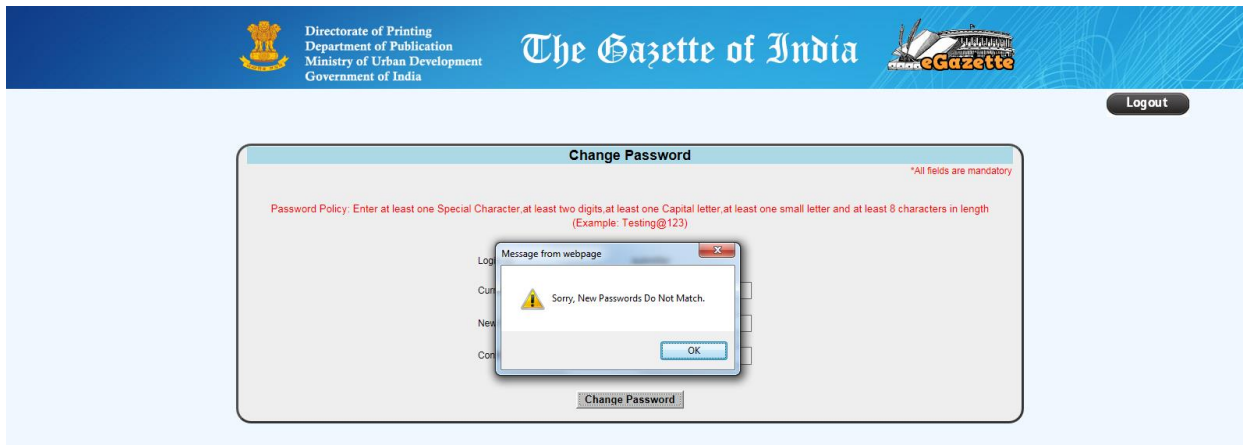 Directorate of Printing
Department of Publication
Ministry of Urban Development
Government of India
The Gazette of India
eGazette
Logout
Change Password
*All fields are mandatory
Password Policy: Enter at least one Special Character,at least two digits,at least one Capital letter,at least one small letter and at least 8 characters in length
(Example: Testing@123)
Message from webpage
Sorry, New Passwords Do Not Match.
New
OK
Change Password